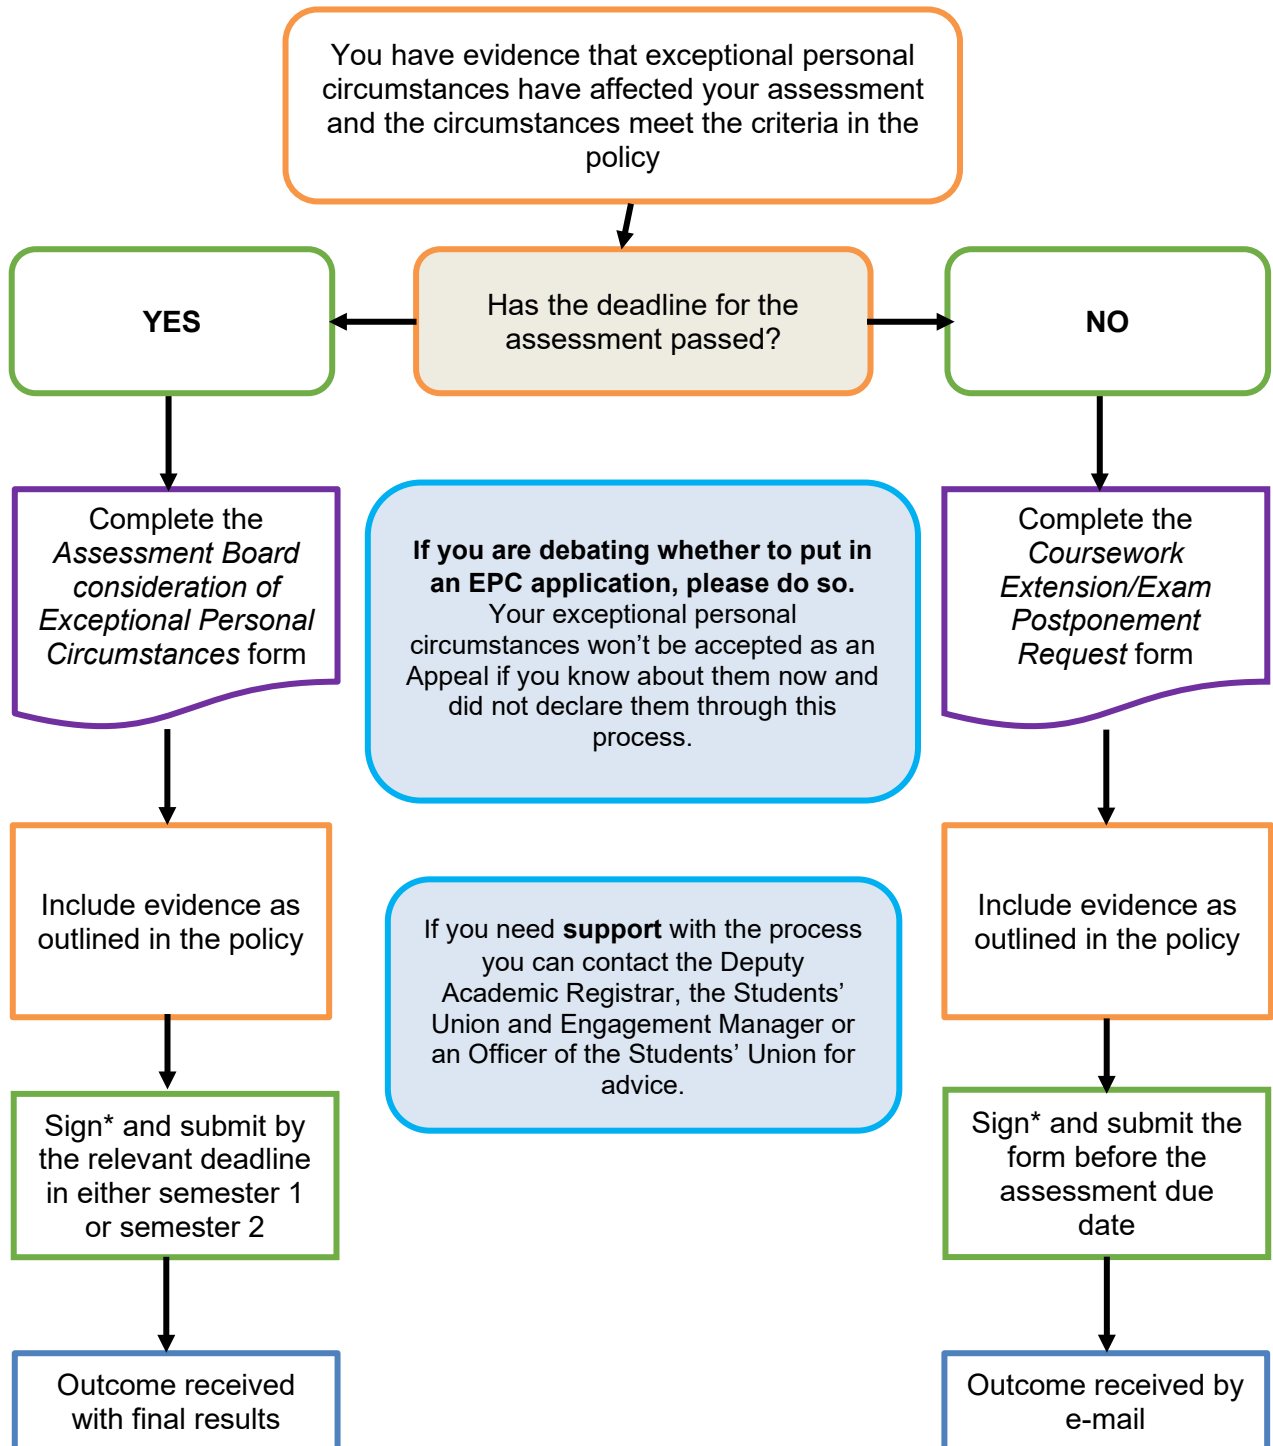 You have evidence that exceptional personal
circumstances have affected your assessment
and the circumstances meet the criteria in the
policy
Has the deadline for the
assessment passed?
YES
NO
Complete the
Assessment Board
consideration of
Exceptional Personal
Circumstances form
If you are debating whether to put in
an EPC application, please do so.
Your exceptional personal
circumstances won’t be accepted as an
Appeal if you know about them now and
did not declare them through this
process.
Complete the
Coursework
Extension/Exam
Postponement
Request form
Include evidence as
outlined in the policy
If you need support with the process
you can contact the Deputy
Academic Registrar, the Students’
Union and Engagement Manager or
an Officer of the Students’ Union for
advice.
Include evidence as
outlined in the policy
Sign* and submit by
the relevant deadline
in either semester 1
or semester 2
Sign* and submit the
form before the
assessment due
date
Outcome received
with final results
Outcome received by
e-mail